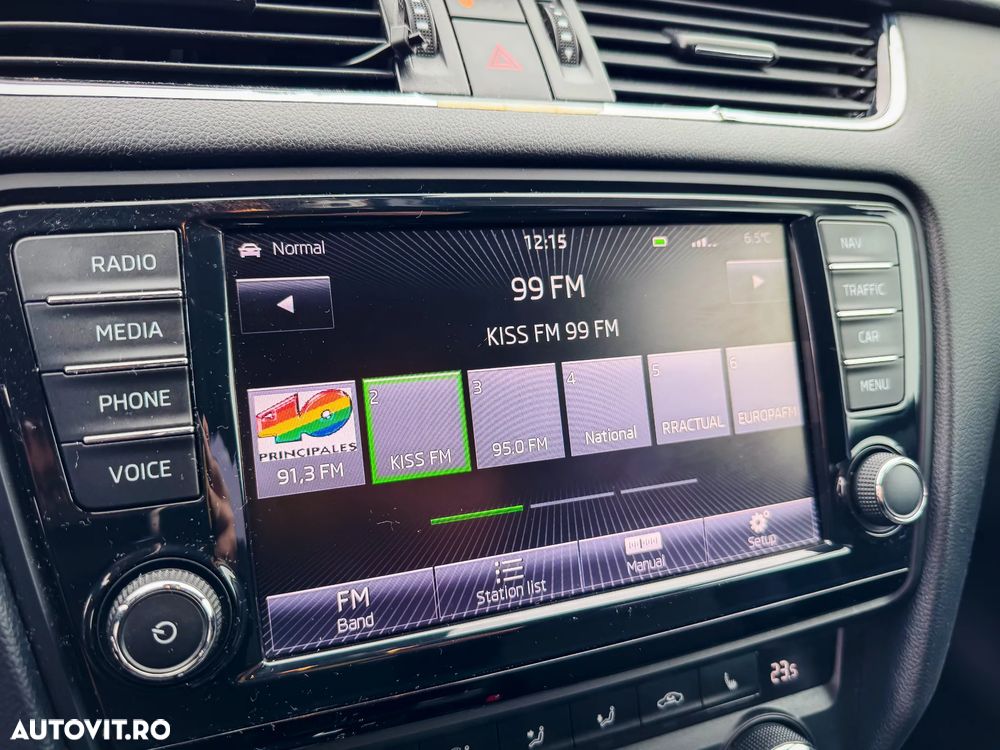 RADIO
MEDIA
PHONE
VOICE
Normal
12:15
6.5°C
99 FM
KISS FM 99 FM
40
PRINCIPALES
91,3 FM
2
KISS FM
3
95.0 FM
4
National
5
RRACTUAL
6
EUROPAFM
FM
Band
Station list
Manual
Setup
NAV
TRAFFIC
CAR
MENU
23.5
AUTOVIT.RO